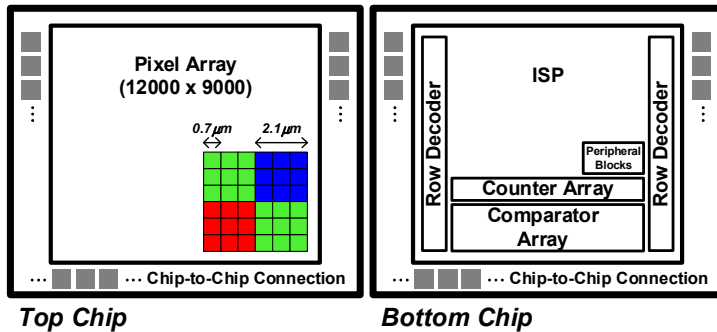 Pixel Array
(12000 x 9000)
0.7μm
2.1μm
... Chip-to-Chip Connection
Top Chip
Row Decoder
ISP
Row Decoder
Peripheral
Blocks
Counter Array
Comparator
Array
... Chip-to-Chip Connection
Bottom Chip